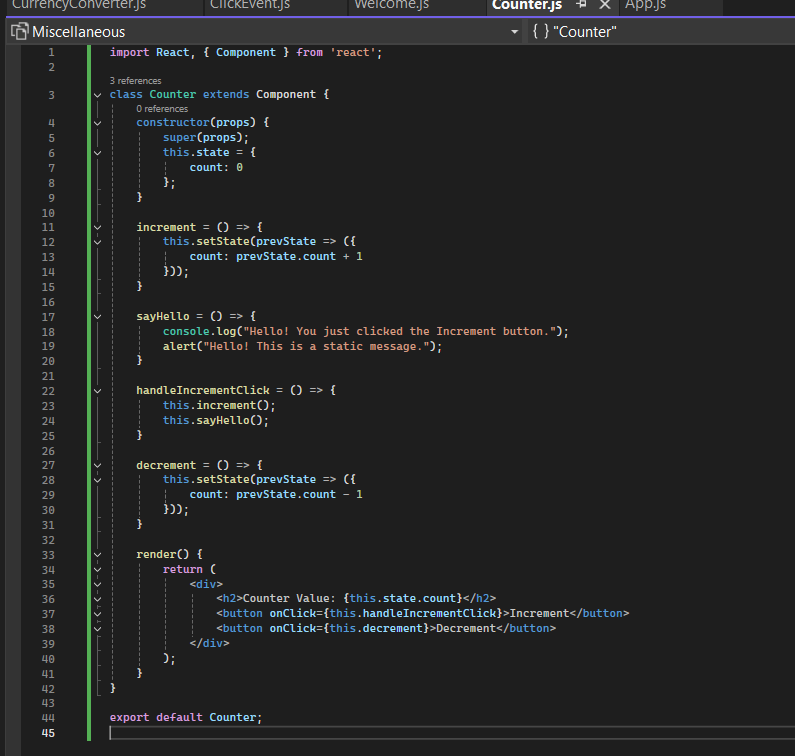 CurrencyConverter.js ClickEvent.js Welcome.js Counter.js App.js
Miscellaneous { } "Counter"
1 import React, { Component } from 'react';
2
3 references
3 class Counter extends Component {
0 references
4 constructor(props) {
5 super(props);
6 this.state = {
7 count: 0
8 };
9 }
10
11 increment = () => {
12 this.setState(prevState => ({
13 count: prevState.count + 1
14 }));
15 }
16
17 sayHello = () => {
18 console.log("Hello! You just clicked the Increment button.");
19 alert("Hello! This is a static message.");
20 }
21
22 handleIncrementClick = () => {
23 this.increment();
24 this.sayHello();
25 }
26
27 decrement = () => {
28 this.setState(prevState => ({
29 count: prevState.count - 1
30 }));
31 }
32
33 render() {
34 return (
35 <div>
36 <h2>Counter Value: {this.state.count}</h2>
37 <button onClick={this.handleIncrementClick}>Increment</button>
38 <button onClick={this.decrement}>Decrement</button>
39 </div>
40 );
41 }
42 }
43
44 export default Counter;
45